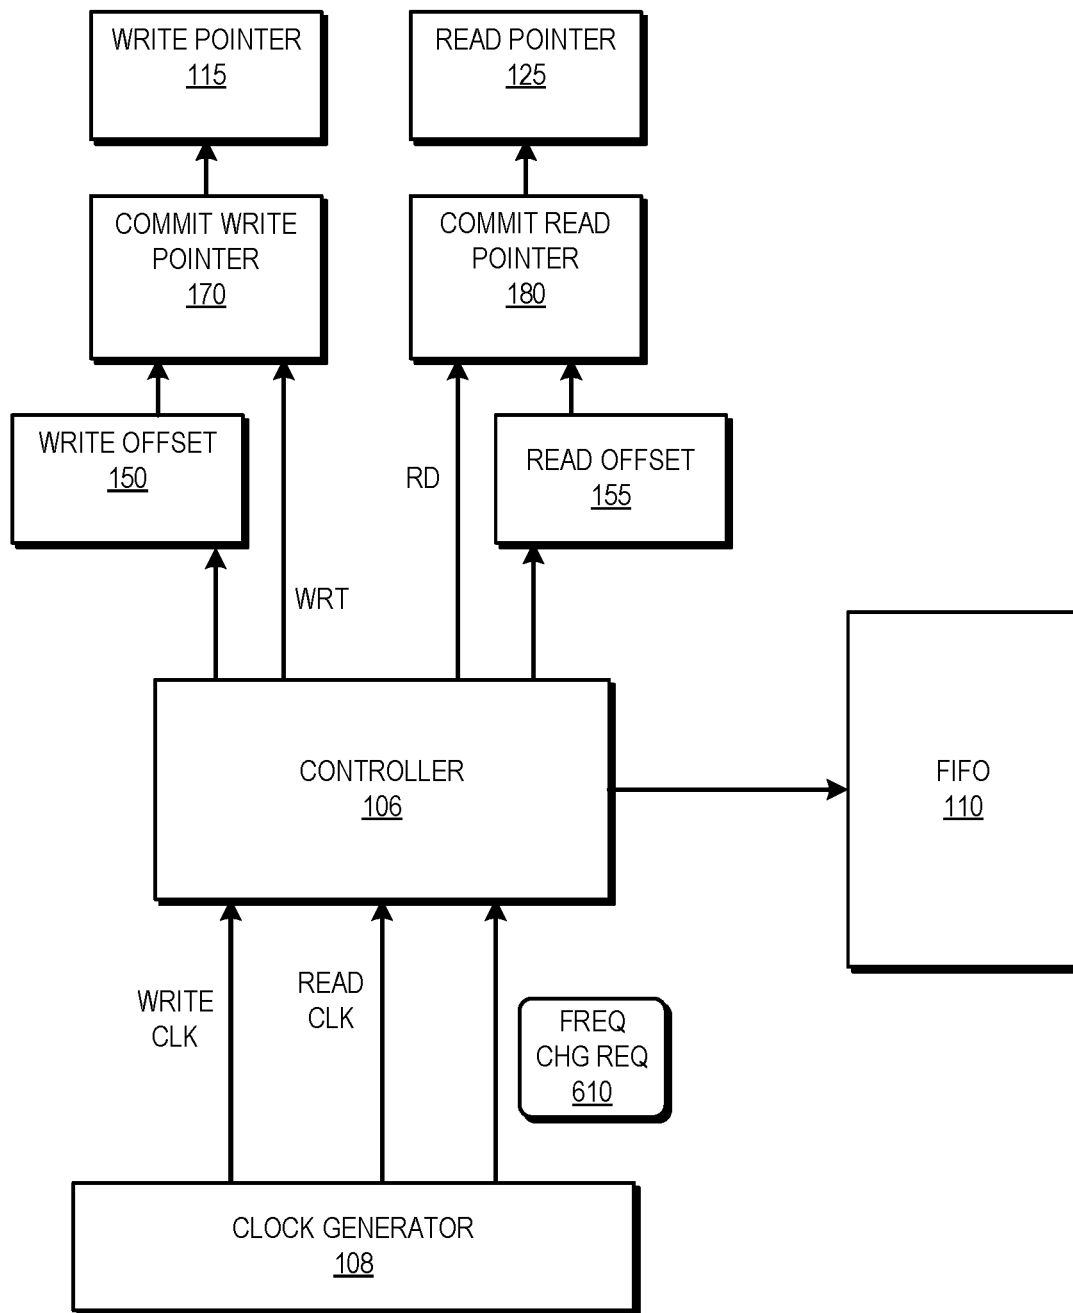 WRITE POINTER
115
READ POINTER
125
COMMIT WRITE
POINTER
170
COMMIT READ
POINTER
180
WRITE OFFSET
150
RD
READ OFFSET
155
WRT
CONTROLLER
106
FIFO
110
WRITE
CLK
READ
CLK
FREQ
CHG REQ
610
CLOCK GENERATOR
108